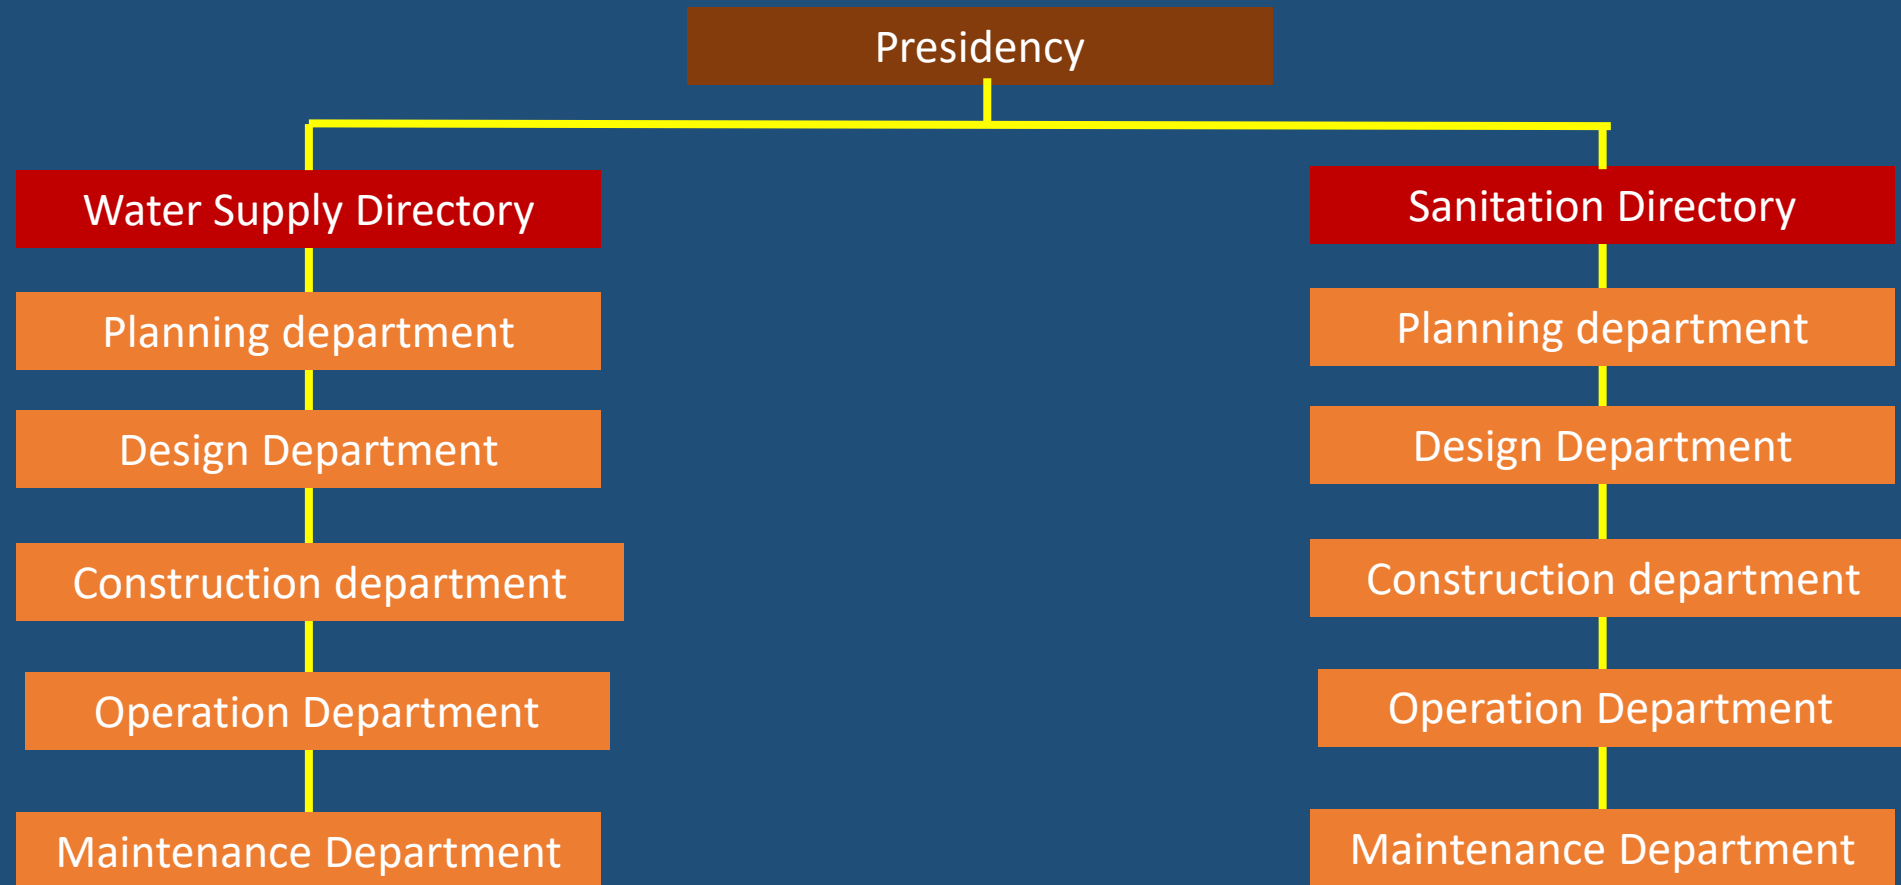 Presidency
Water Supply Directory
Planning department
Design Department
Construction department
Operation Department
Maintenance Department
Sanitation Directory
Planning department
Design Department
Construction department
Operation Department
Maintenance Department